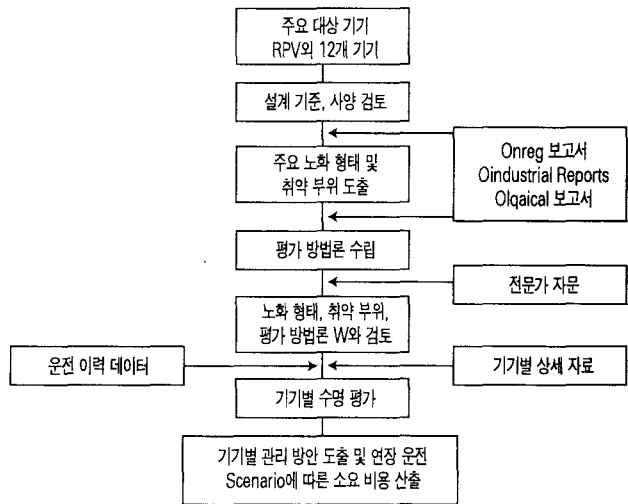 주요 대상 기기
RPV외 12개 기기
설계 기준, 사양 검토
주요 노화 형태 및
취약 부위 도출
Onreg 보고서
Oindustrial Reports
Olqaical 보고서
평가 방법론 수립
전문가 자문
노화 형태, 취약 부위,
평가 방법론 W와 검토
운전 이력 데이터
기기별 상세 자료
기기별 수명 평가
기기별 관리 방안 도출 및 연장 운전
Scenario에 따른 소요 비용 산출